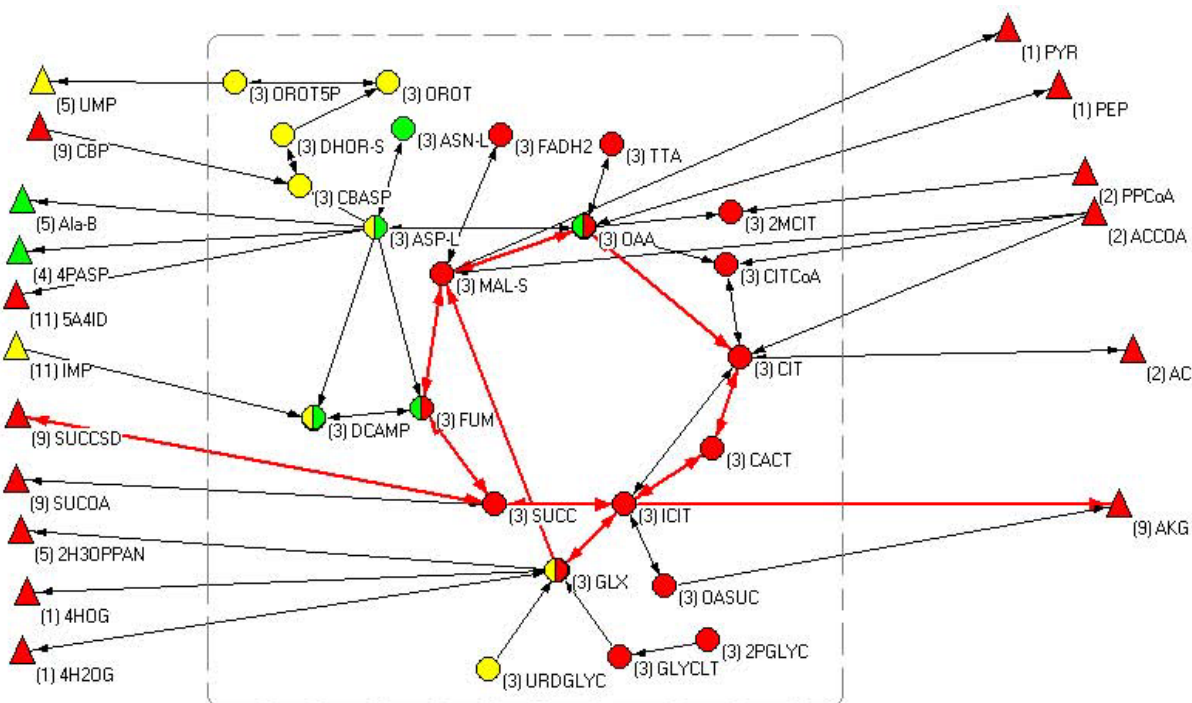 (1) PYR
(5) UMP
(3) OROT5P
(3) OROT
(1) PEP
(9) CBP
(3) DHOR-S
(3) ASN-L
(3) FADH2
(3) TTA
(3) CBASP
(2) PPCoA
(5) Ala-B
(3) ASP-L
(3) OAA
(3) 2MCIT
(2) ACCOA
(4) 4PASP
(3) MAL-S
(3) CITCoA
(11) 5A4ID
(11) IMP
(3) CIT
(2) AC
(3) DCAMP
(3) FUM
(9) SUCCSD
(3) CACT
(9) SUCOA
(3) SUCC
(3) ICIT
(9) AKG
(5) 2H3OPPAN
(3) GLX
(3) OASUC
(1) 4HOG
(1) 4H2OG
(3) URDGLYC
(3) GLYCLT
(3) 2PGLYC